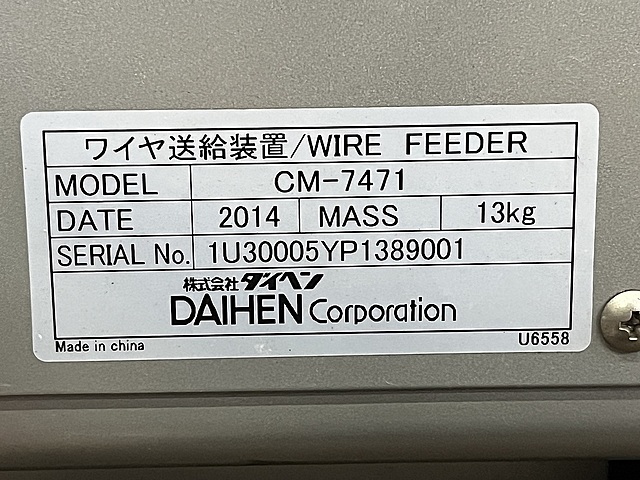 ワイヤ送給装置/WIRE FEEDER
MODEL CM-7471
DATE 2014 MASS 13kg
SERIAL No. 1U30005YP1389001
株式会社ダイヘン
DAIHEN Corporation
Made in china U6558